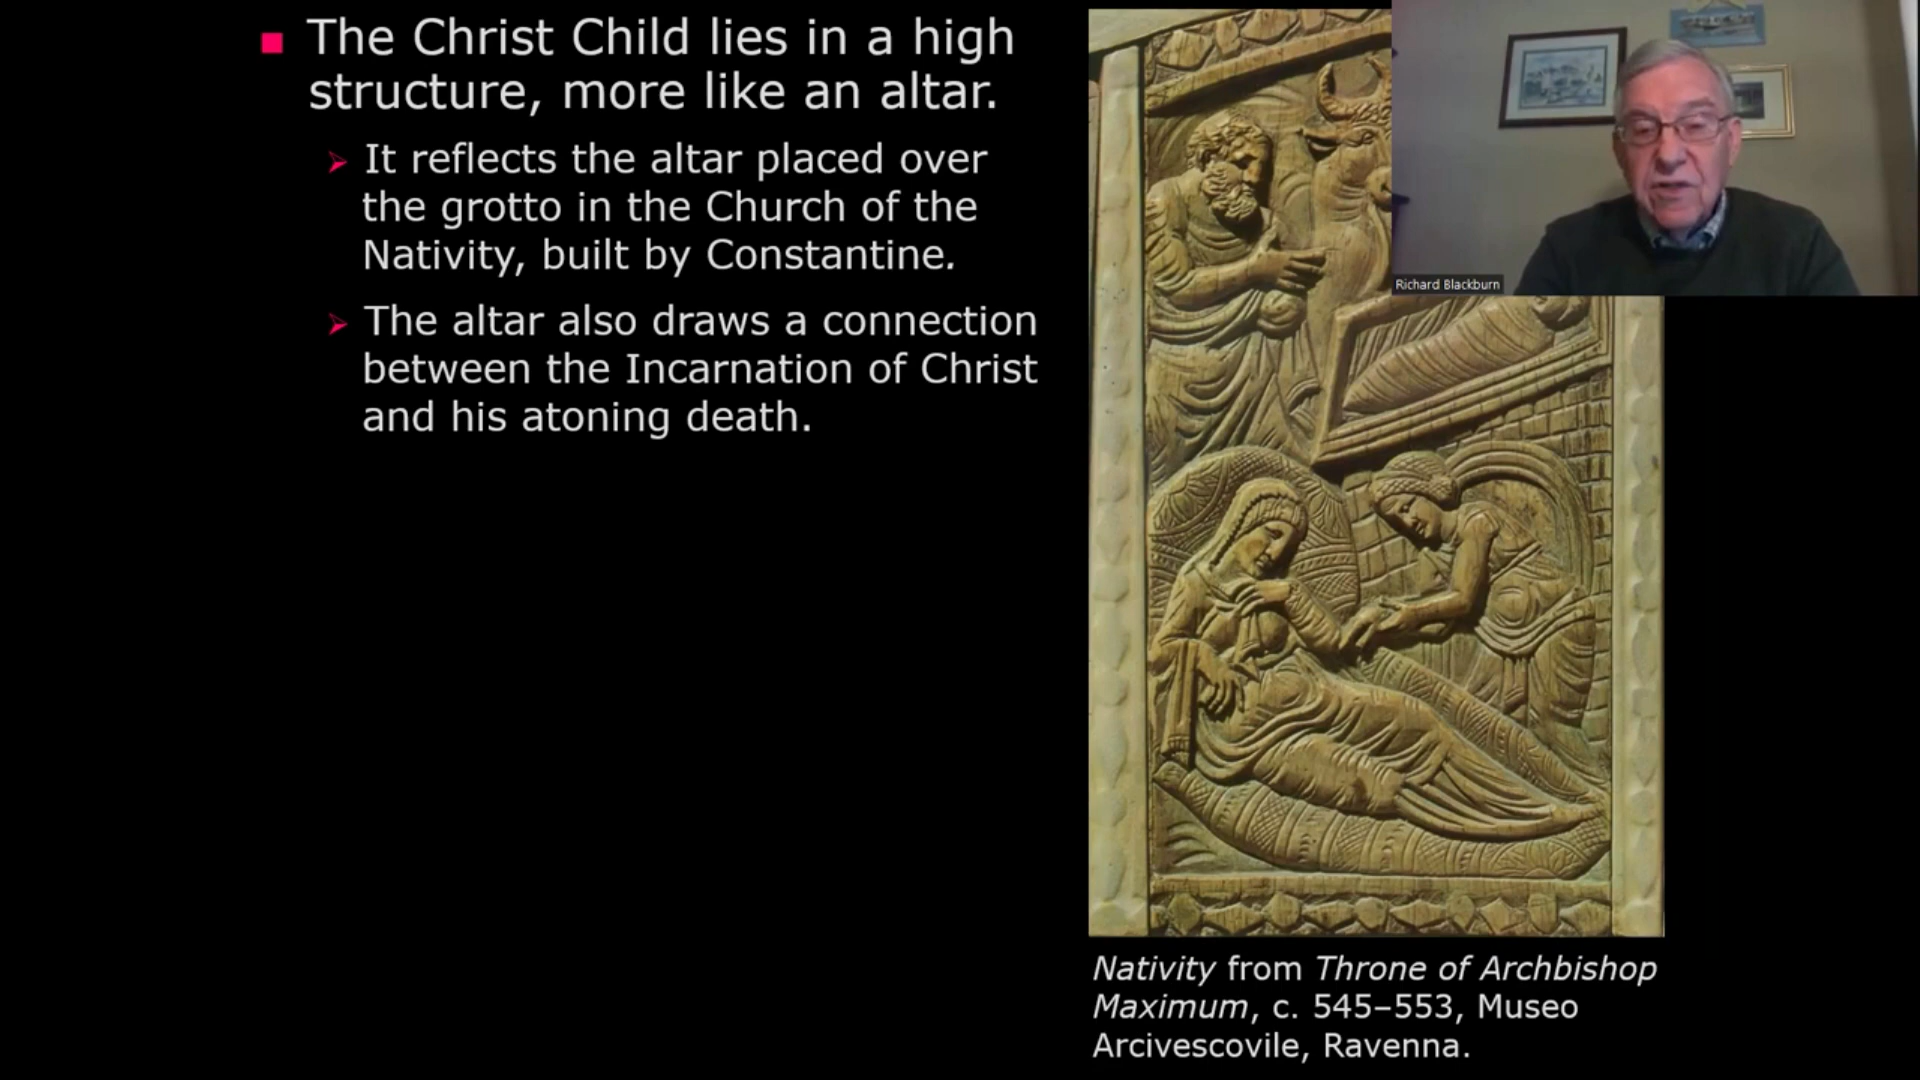 The Christ Child lies in a high
structure, more like an altar.
It reflects the altar placed over
the grotto in the Church of the
Nativity, built by Constantine.
The altar also draws a connection
between the Incarnation of Christ
and his atoning death.
Richard Blackburn
Nativity from Throne of Archbishop
Maximum, c. 545–553, Museo
Arcivescovile, Ravenna.